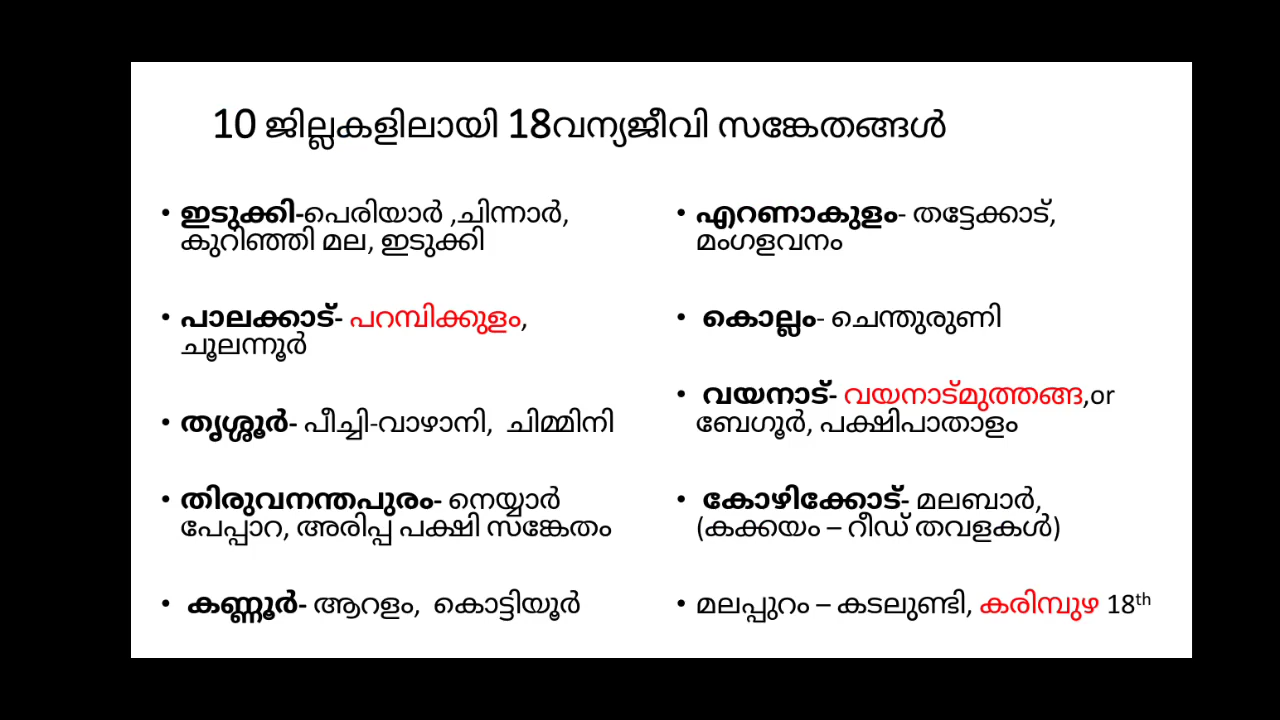 10 ജില്ലകളിലായി 18വന്യജീവി സങ്കേതങ്ങൾ
• ഇടുക്കി-പെരിയാർ ,ചിന്നാർ,
കുറിഞ്ഞി മല, ഇടുക്കി
• പാലക്കാട്- പറമ്പിക്കുളം,
ചൂലന്നൂർ
• തൃശ്ശൂർ- പീച്ചി-വാഴാനി, ചിമ്മിനി
• തിരുവനന്തപുരം- നെയ്യാർ
പേപ്പാറ, അരിപ്പ പക്ഷി സങ്കേതം
• കണ്ണൂർ- ആറളം, കൊട്ടിയൂർ
• എറണാകുളം- തട്ടേക്കാട്,
മംഗളവനം
• കൊല്ലം- ചെന്തുരുണി
• വയനാട്- വയനാട്മുത്തങ്ങ,or
ബേഗൂർ, പക്ഷിപാതാളം
• കോഴിക്കോട്- മലബാർ,
(കക്കയം – റീഡ് തവളകൾ)
• മലപ്പുറം – കടലുണ്ടി, കരിമ്പുഴ 18th